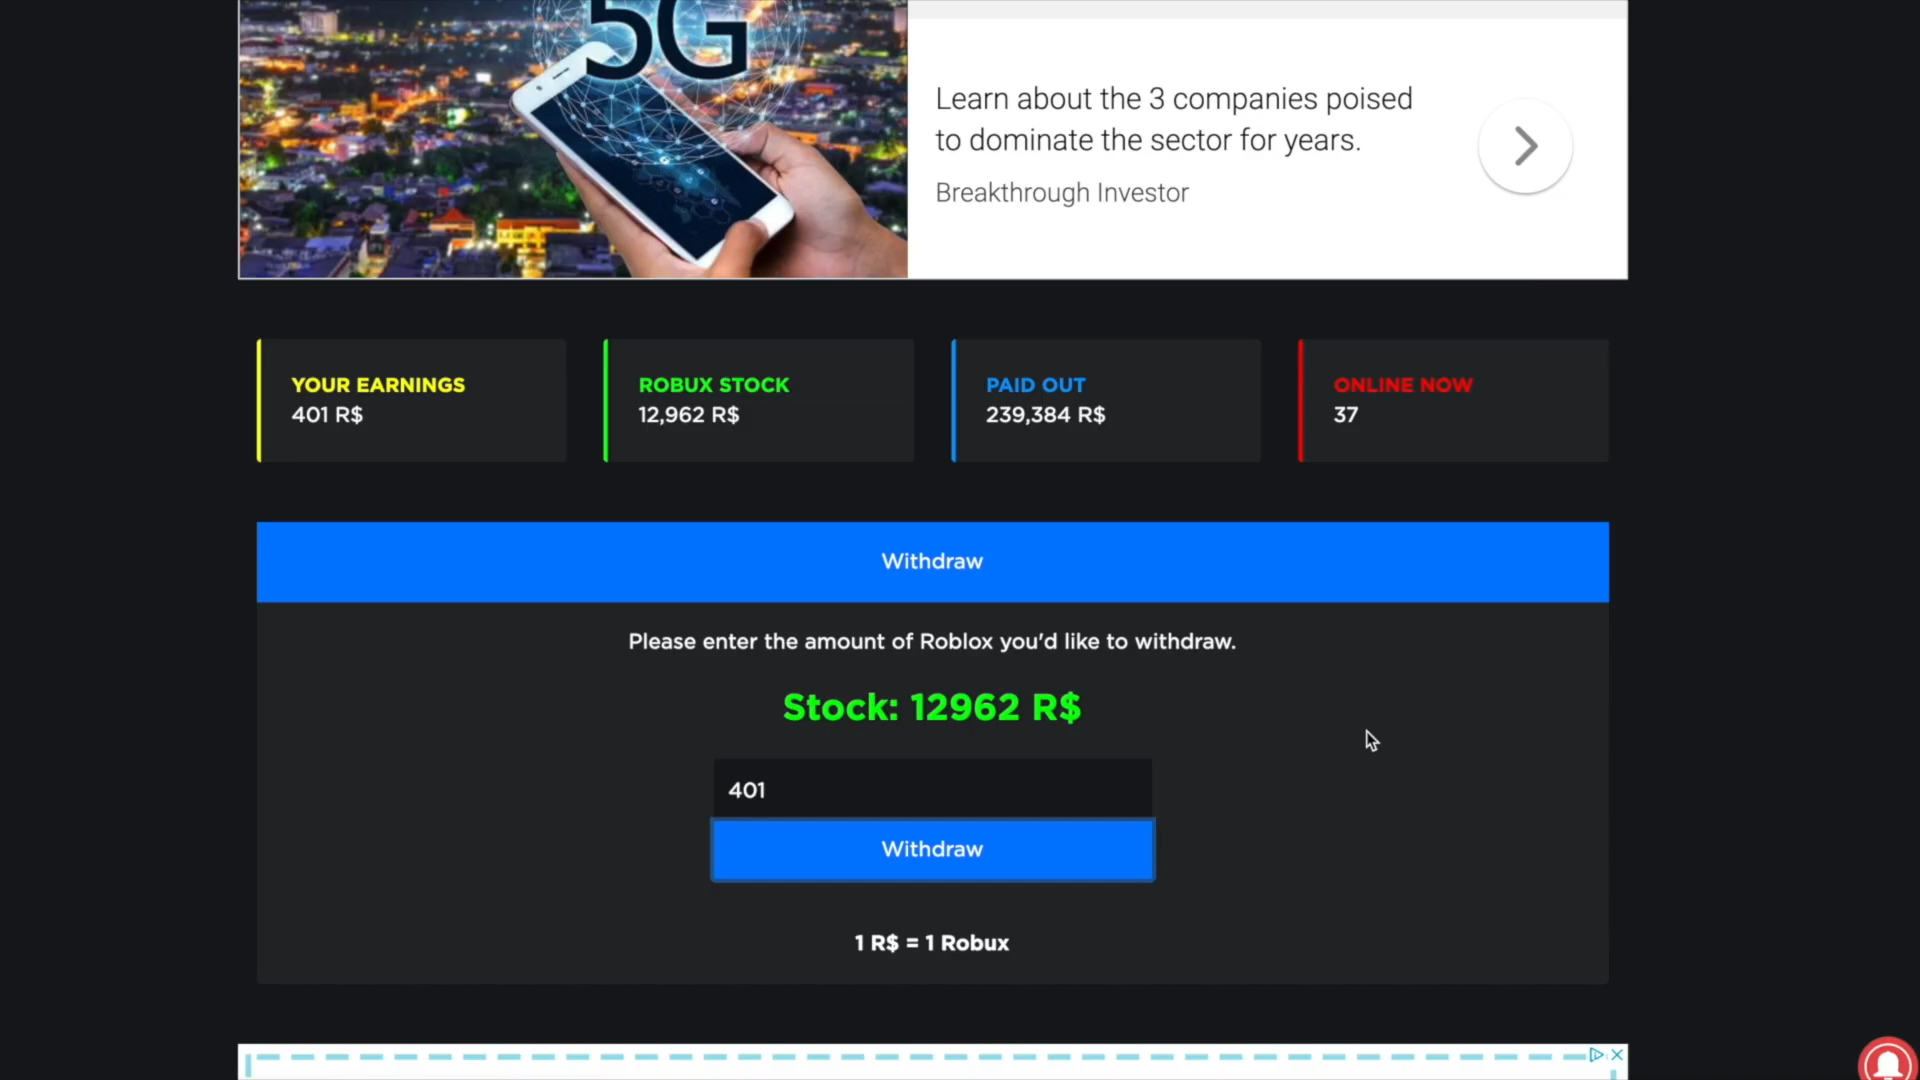 5G
Learn about the 3 companies poised
to dominate the sector for years.
Breakthrough Investor
YOUR EARNINGS
401 R$
ROBUX STOCK
12,962 R$
PAID OUT
239,384 R$
ONLINE NOW
37
Withdraw
Please enter the amount of Roblox you'd like to withdraw.
Stock: 12962 R$
401
Withdraw
1 R$ = 1 Robux